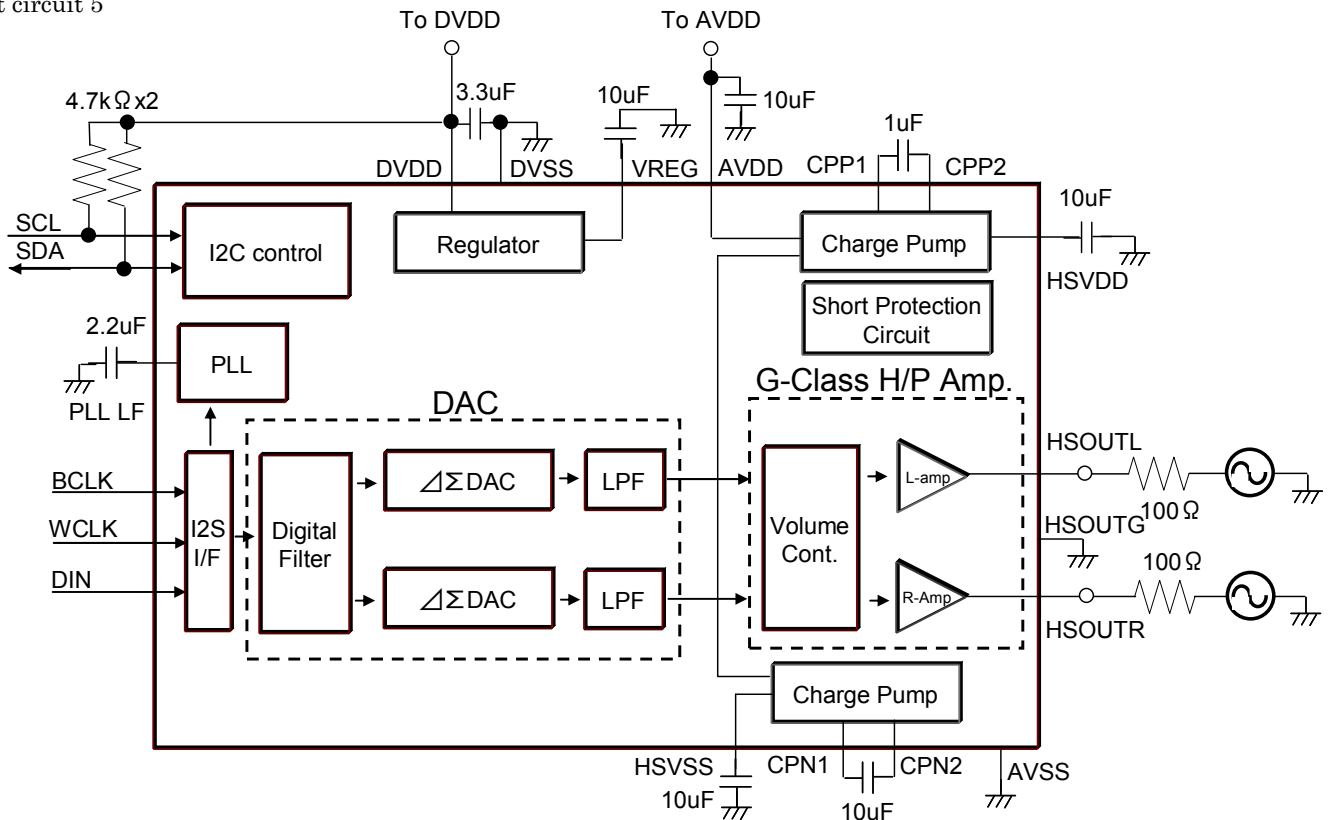 t circuit 5
To DVDD
To AVDD
4.7kΩx2
3.3uF
10uF
10uF
1uF
DVDD
DVSS
VREG
AVDD
CPP1
CPP2
10uF
SCL
SDA
I2C control
Regulator
Charge Pump
HSVDD
Short Protection
Circuit
2.2uF
PLL
PLL LF
DAC
G-Class H/P Amp.
HSOUTL
BCLK
WCLK
DIN
I2S
I/F
Digital
Filter
⊿ΣDAC
LPF
⊿ΣDAC
LPF
Volume
Cont.
L-amp
R-Amp
100Ω
HSOUTG
100Ω
HSOUTR
Charge Pump
HSVSS
10uF
CPN1
CPN2
10uF
AVSS